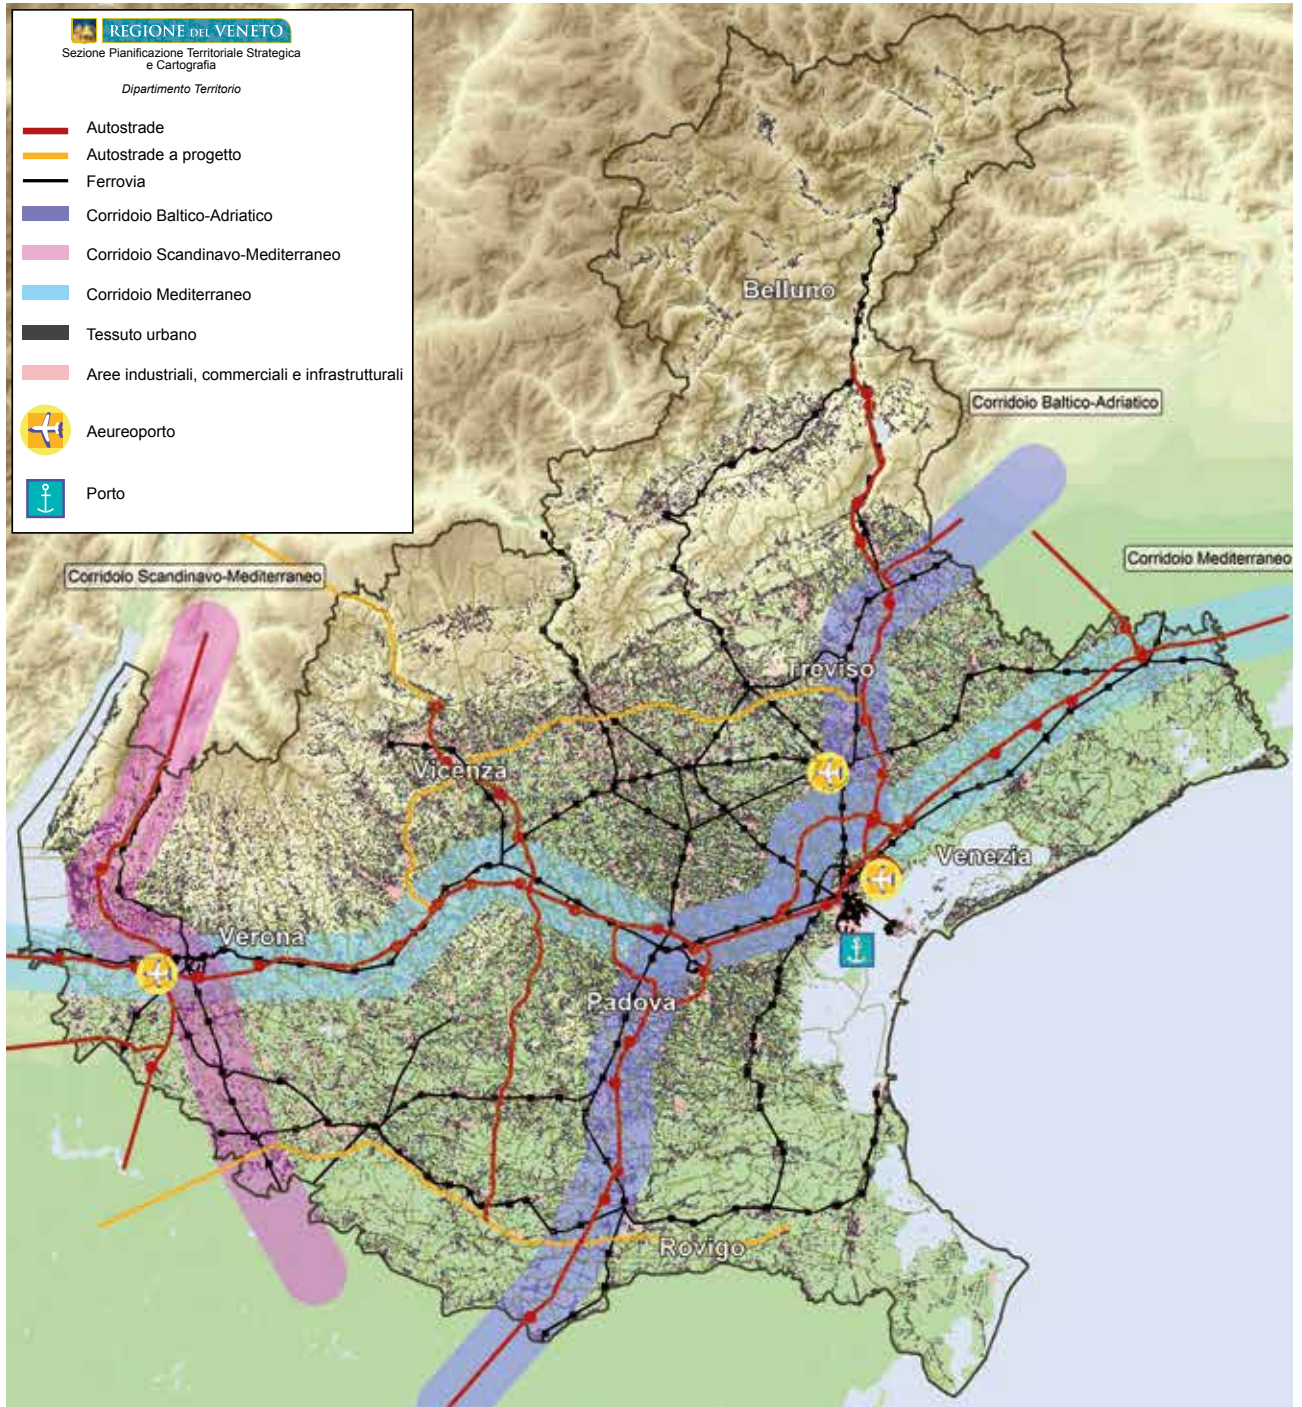 REGIONE DEL VENETO
Sezione Pianificazione Territoriale Strategica
e Cartografia
Dipartimento Territorio
Autostrade
Autostrade a progetto
Ferrovia
Corridoio Baltico-Adriatico
Corridoio Scandinavo-Mediterraneo
Corridoio Mediterraneo
Tessuto urbano
Aree industriali, commerciali e infrastrutturali
Aeureoporto
Porto
Belluno
Corridoio Baltico-Adriatico
Corridoio Mediterraneo
Corridoio Scandinavo-Mediterraneo
Treviso
Vicenza
Venezia
Verona
Padova
Rovigo